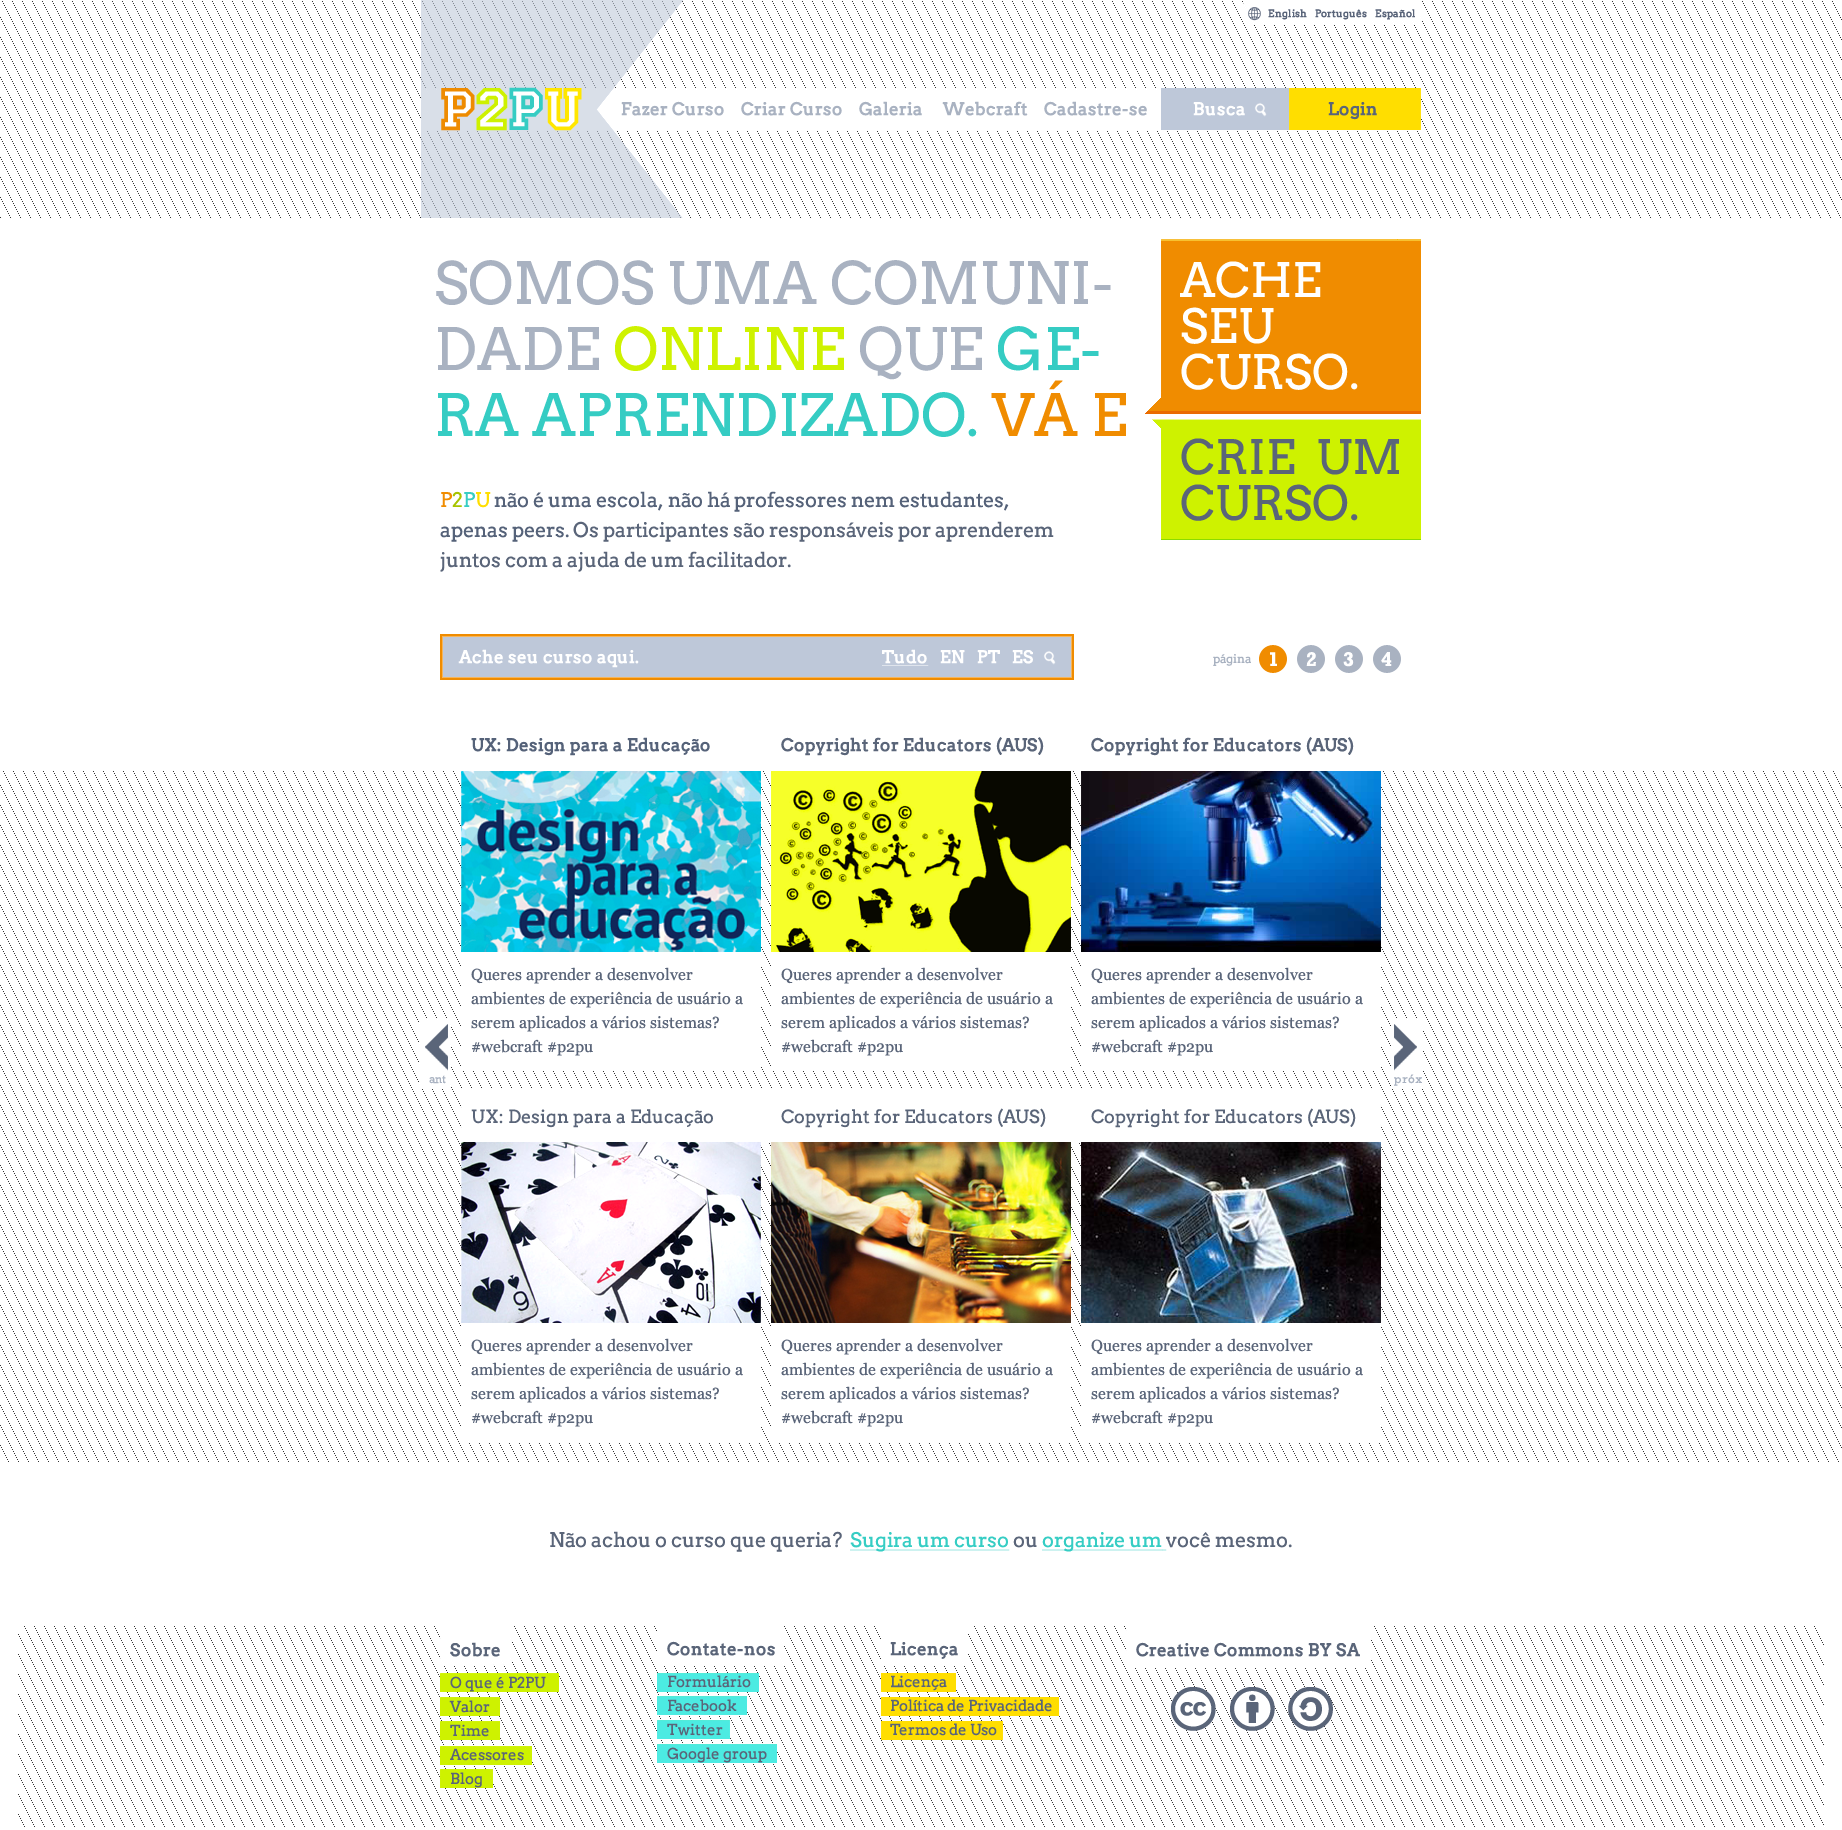 English Português Español
P2PU
Fazer Curso Criar Curso Galeria Webcraft Cadastre-se Busca Login
SOMOS UMA COMUNI-
DADE ONLINE QUE GE-
RA APRENDIZADO. VÁ E
ACHE
SEU
CURSO.
CRIE UM
CURSO.
P2PU não é uma escola, não há professores nem estudantes,
apenas peers. Os participantes são responsáveis por aprenderem
juntos com a ajuda de um facilitador.
Ache seu curso aqui. Tudo EN PT ES
página 1 2 3 4
UX: Design para a Educação
design
para a
educação
Queres aprender a desenvolver
ambientes de experiência de usuário a
serem aplicados a vários sistemas?
#webcraft #p2pu
Copyright for Educators (AUS)
Queres aprender a desenvolver
ambientes de experiência de usuário a
serem aplicados a vários sistemas?
#webcraft #p2pu
Copyright for Educators (AUS)
Queres aprender a desenvolver
ambientes de experiência de usuário a
serem aplicados a vários sistemas?
#webcraft #p2pu
ant
próx
UX: Design para a Educação
Queres aprender a desenvolver
ambientes de experiência de usuário a
serem aplicados a vários sistemas?
#webcraft #p2pu
Copyright for Educators (AUS)
Queres aprender a desenvolver
ambientes de experiência de usuário a
serem aplicados a vários sistemas?
#webcraft #p2pu
Copyright for Educators (AUS)
Queres aprender a desenvolver
ambientes de experiência de usuário a
serem aplicados a vários sistemas?
#webcraft #p2pu
Não achou o curso que queria? Sugira um curso ou organize um você mesmo.
Sobre
O que é P2PU
Valor
Time
Acessores
Blog
Contate-nos
Formulário
Facebook
Twitter
Google group
Licença
Licença
Política de Privacidade
Termos de Uso
Creative Commons BY SA
cc